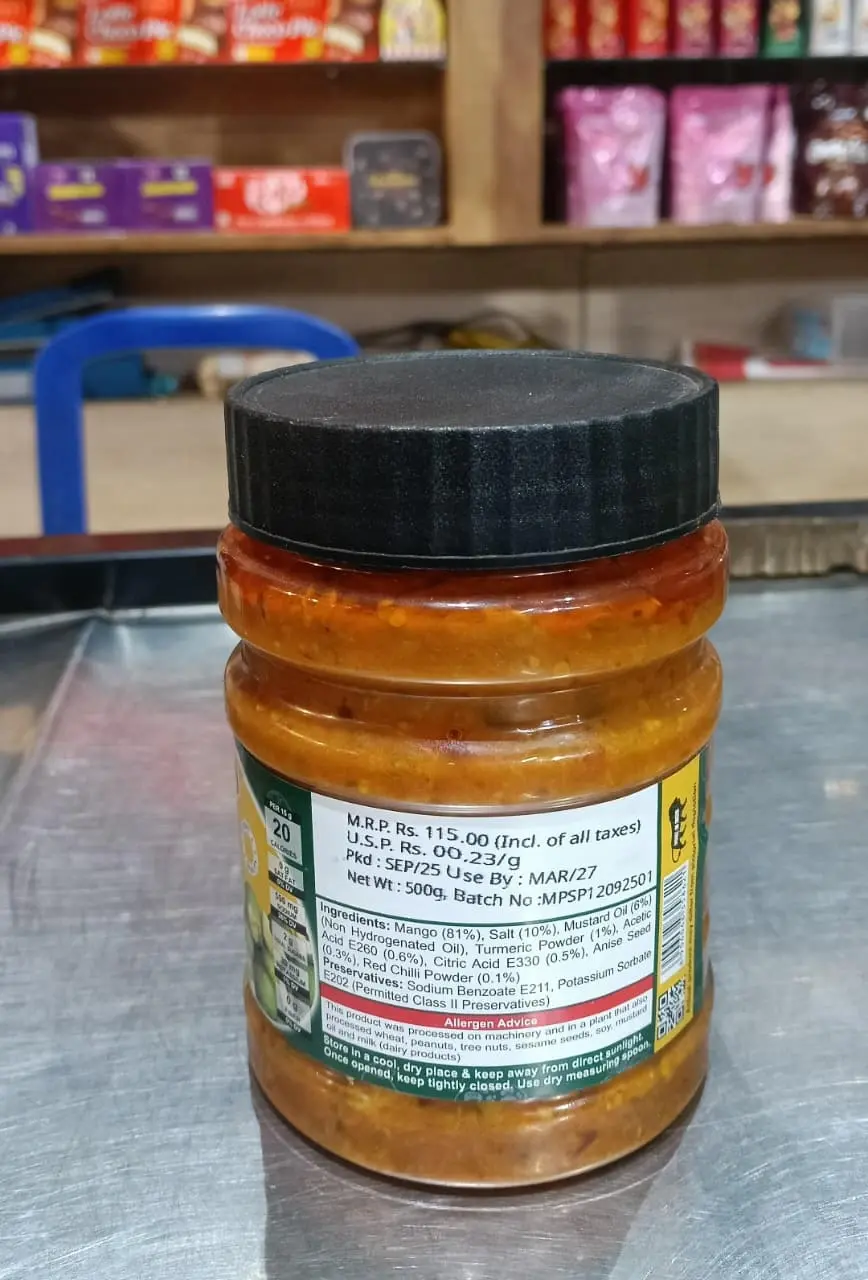 KitKat
PER 15 g
20
CALORIES
M.R.P. Rs. 115.00 (Incl. of all taxes)
U.S.P. Rs. 00.23/g
Pkd : SEP/25 Use By : MAR/27
Net Wt : 500g, Batch No :MPSP12092501
Ingredients: Mango (81%), Salt (10%), Mustard Oil (6%)
(Non Hydrogenated Oil), Turmeric Powder (1%), Acetic
Acid E260 (0.6%), Citric Acid E330 (0.5%), Anise Seed
(0.3%), Red Chilli Powder (0.1%)
Preservatives: Sodium Benzoate E211, Potassium Sorbate
E202 (Permitted Class II Preservatives)
Allergen Advice
This product was processed on machinery and in a plant that also
processed wheat, peanuts, tree nuts, sesame seeds, soy, mustard
oil and milk (dairy products)
Store in a cool, dry place & keep away from direct sunlight.
Once opened, keep tightly closed. Use dry measuring spoon.